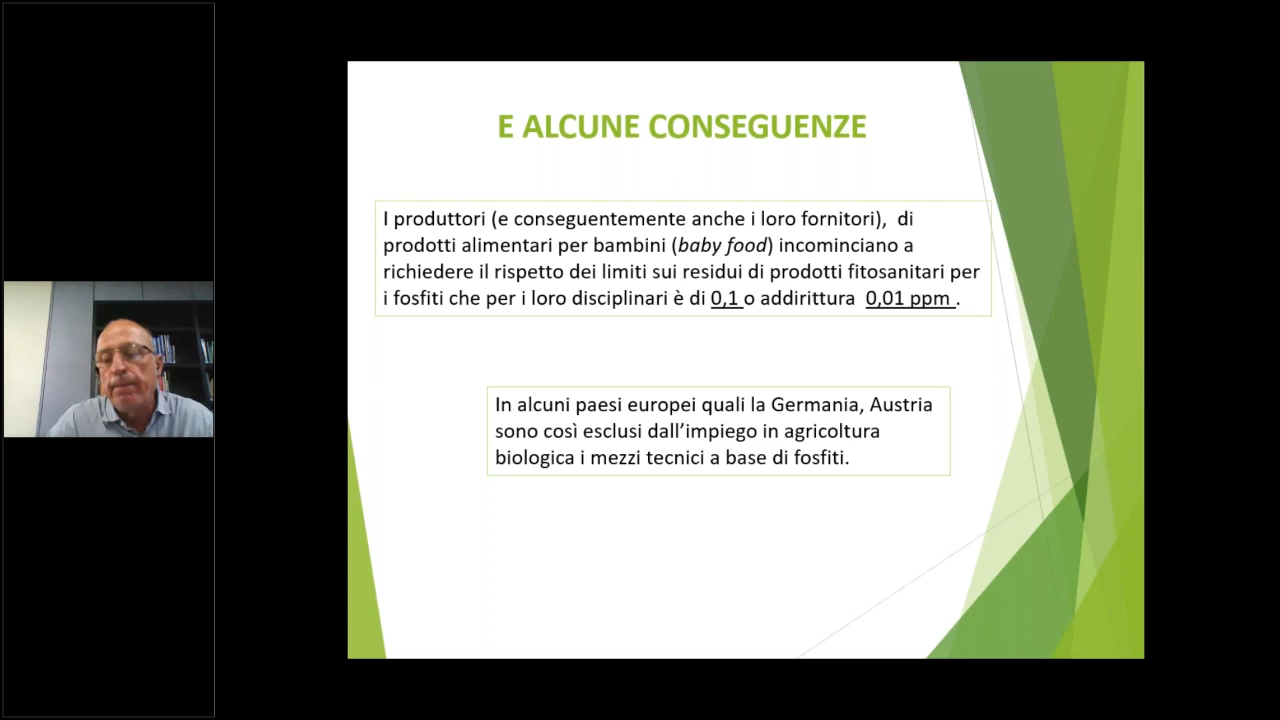 E ALCUNE CONSEGUENZE
I produttori (e conseguentemente anche i loro fornitori),  di
prodotti alimentari per bambini (baby food) incominciano a
richiedere il rispetto dei limiti sui residui di prodotti fitosanitari per
i fosfiti che per i loro disciplinari è di 0,1 o addirittura  0,01 ppm .
In alcuni paesi europei quali la Germania, Austria
sono così esclusi dall’impiego in agricoltura
biologica i mezzi tecnici a base di fosfiti.